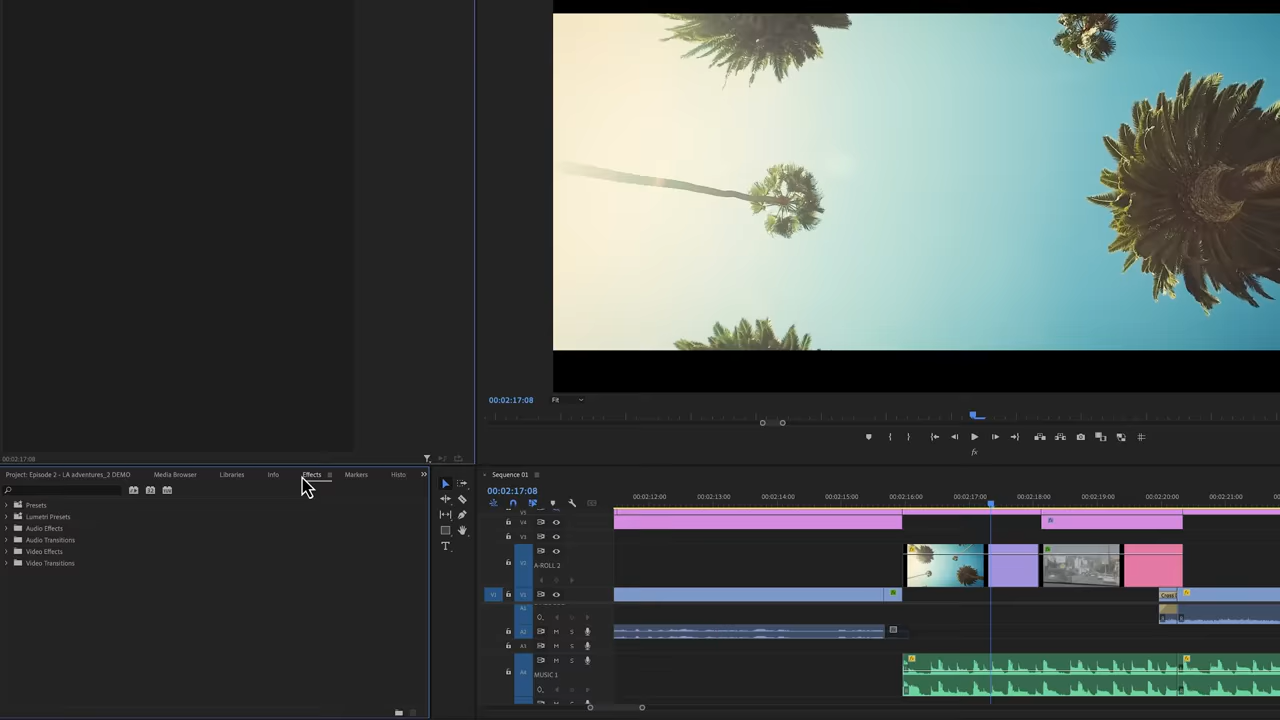 00:02:17:08 Fit
00:02:17:08
fx
Project: Episode 2 - LA adventures_2 DEMO Media Browser Libraries Info Effects Markers Histo
Sequence 01
00:02:17:08
00:02:12:00 00:02:13:00 00:02:14:00 00:02:15:00 00:02:16:00 00:02:17:00 00:02:18:00 00:02:19:00 00:02:20:00 00:02:21:00
Presets
Lumetri Presets
Audio Effects
Audio Transitions
Video Effects
Video Transitions
V4
V3
A-ROLL 2
V1 V1
A1
A2 M S
A3 M S
A4 M S
MUSIC 1